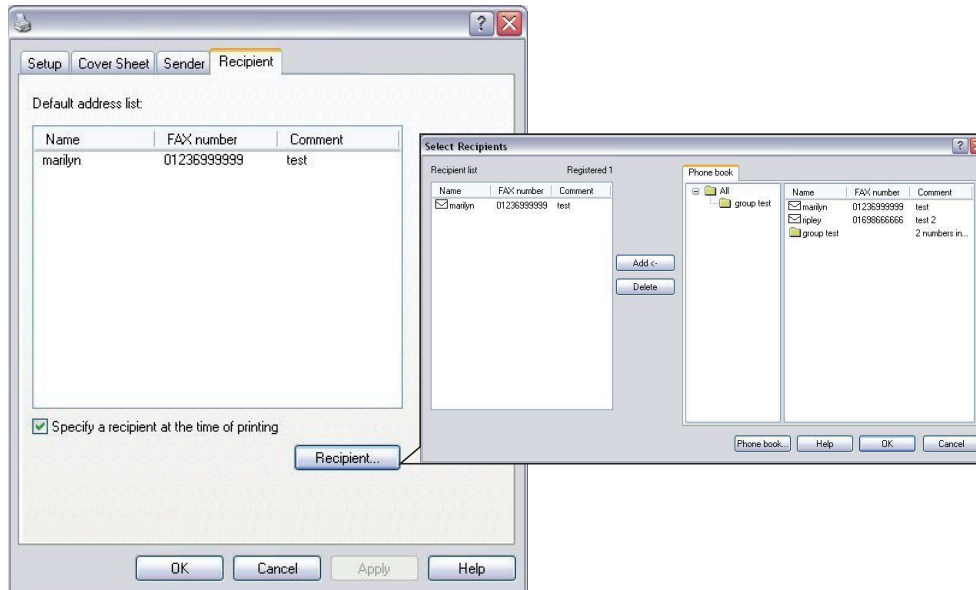 Setup Cover Sheet Sender Recipient
Default address list:
Name FAX number Comment
marilyn 01236999999 test
Specify a recipient at the time of printing
Recipient...
OK Cancel Apply Help
Select Recipients
Recipient list Registered 1
Name FAX number Comment
marilyn 01236999999 test
Add <-
Delete
Phone book
All
group test
Name FAX number Comment
marilyn 01236999999 test
ripley 01698666666 test 2
group test 2 numbers in...
Phone book... Help OK Cancel